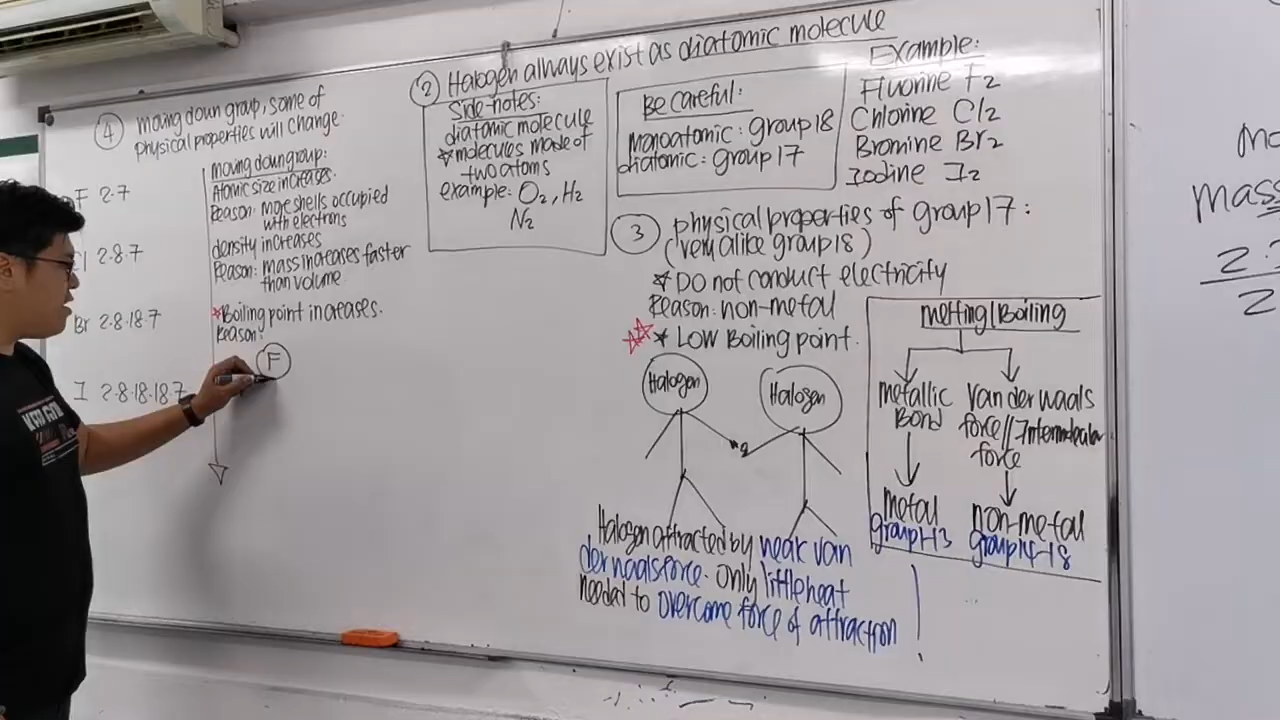 ④ moving down group, some of
physical properties will change.
F 2.7
2.8.7
Br 2.8.18.7
I 2.8.18.18.7
moving down group:
Atomic size increases.
Reason: more shells occupied
with electrons
density increases
Reason: mass increases faster
than volume.
*Boiling point increases.
Reason:
F
② Halogen always exist as diatomic molecule
Side-notes:
diatomic molecule
*molecules made of
two atoms
example: O2, H2
N2
Be careful:
monoatomic: group 18
diatomic: group 17
Example:
Fluorine F2
Chlorine Cl2
Bromine Br2
Iodine I2
③ physical properties of group 17:
(very alike group 18)
* Do not conduct electricity
Reason: non-metal
* LOW Boiling point.
Halogen
Halogen
Halogen attracted by weak van
der waals force. Only little heat
needed to overcome force of attraction
melting/Boiling
metallic
Bond
metal
group 1-13
van der waals
force//Intermolecular
force
non-metal
group 14-18
mass
2